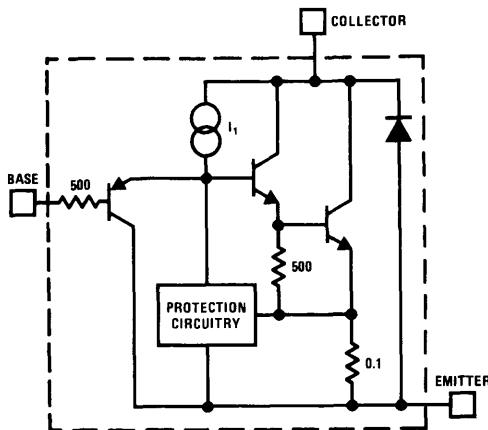 COLLECTOR
I₁
BASE
500
500
PROTECTION
CIRCUITRY
0.1
EMITTER